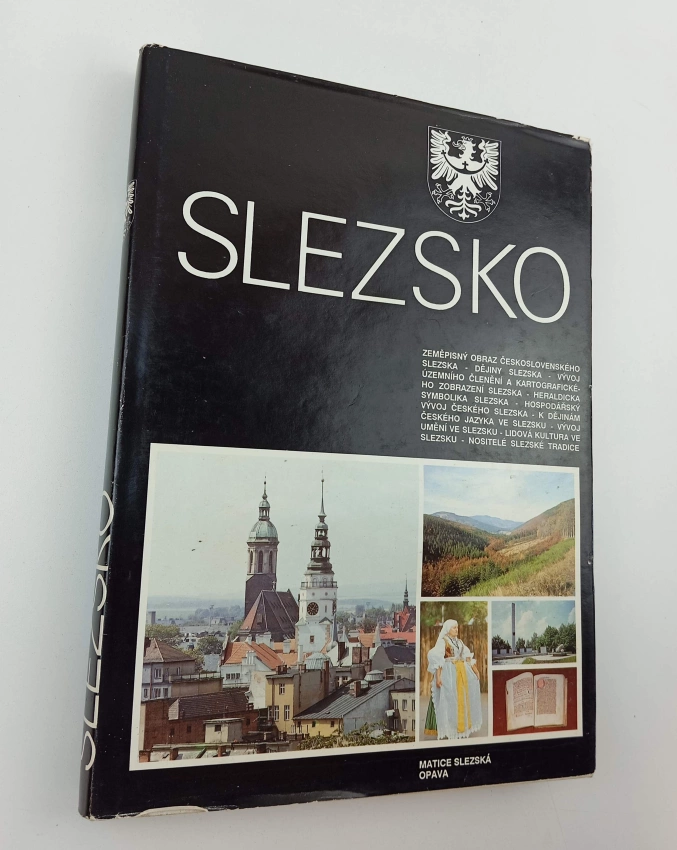 SLEZSKO
ZEMĚPISNÝ OBRAZ ČESKOSLOVENSKÉHO
SLEZSKA - DĚJINY SLEZSKA - VÝVOJ
ÚZEMNÍHO ČLENĚNÍ A KARTOGRAFICKÉ-
HO ZOBRAZENÍ SLEZSKA - HERALDICKÁ
SYMBOLIKA SLEZSKA - HOSPODÁŘSKÝ
VÝVOJ ČESKÉHO SLEZSKA - K DĚJINÁM
ČESKÉHO JAZYKA VE SLEZSKU - VÝVOJ
UMĚNÍ VE SLEZSKU - LIDOVÁ KULTURA VE
SLEZSKU - NOSITELÉ SLEZSKÉ TRADICE
MATICE SLEZSKÁ
OPAVA
SLEZSKO